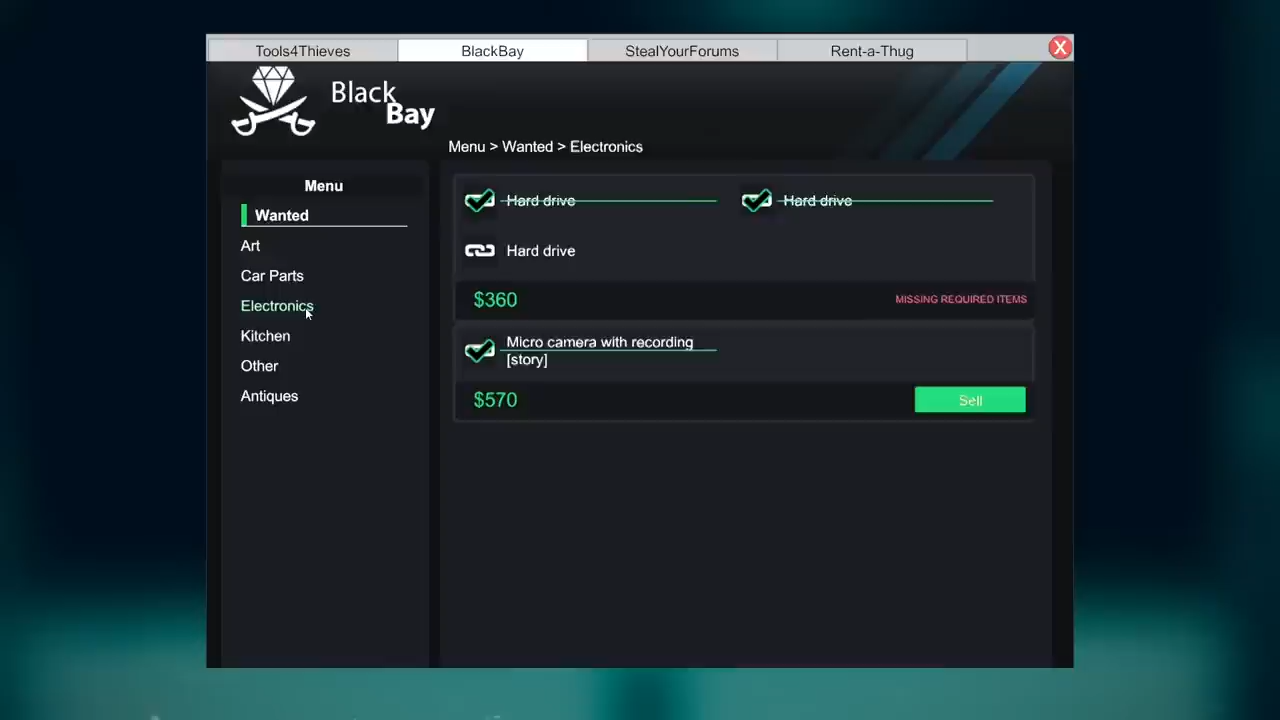 Tools4Thieves BlackBay StealYourForums Rent-a-Thug X
Black
Bay
Menu > Wanted > Electronics
Menu
Wanted
Art
Car Parts
Electronics
Kitchen
Other
Antiques
Hard drive Hard drive
Hard drive
$360 MISSING REQUIRED ITEMS
Micro camera with recording
[story]
$570 Sell